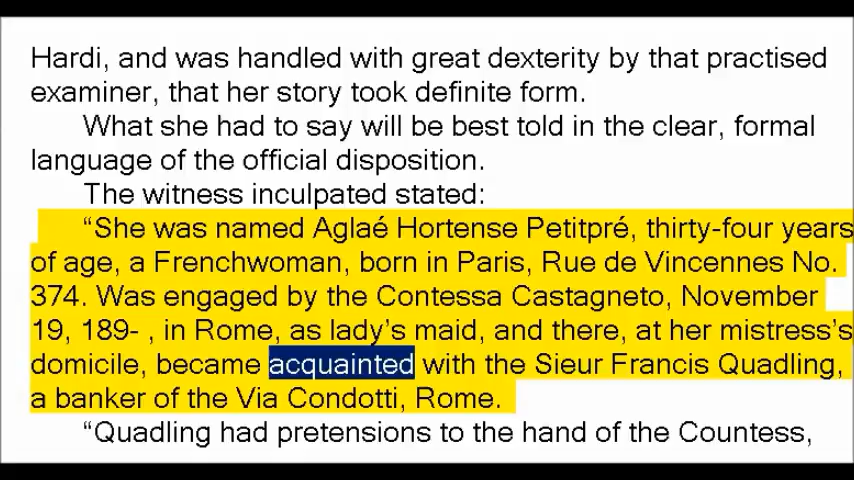 Hardi, and was handled with great dexterity by that practised
examiner, that her story took definite form.
What she had to say will be best told in the clear, formal
language of the official disposition.
The witness inculpated stated:
“She was named Aglaé Hortense Petitpré, thirty-four years
of age, a Frenchwoman, born in Paris, Rue de Vincennes No.
374. Was engaged by the Contessa Castagneto, November
19, 189- , in Rome, as lady’s maid, and there, at her mistress’s
domicile, became acquainted with the Sieur Francis Quadling,
a banker of the Via Condotti, Rome.
“Quadling had pretensions to the hand of the Countess,